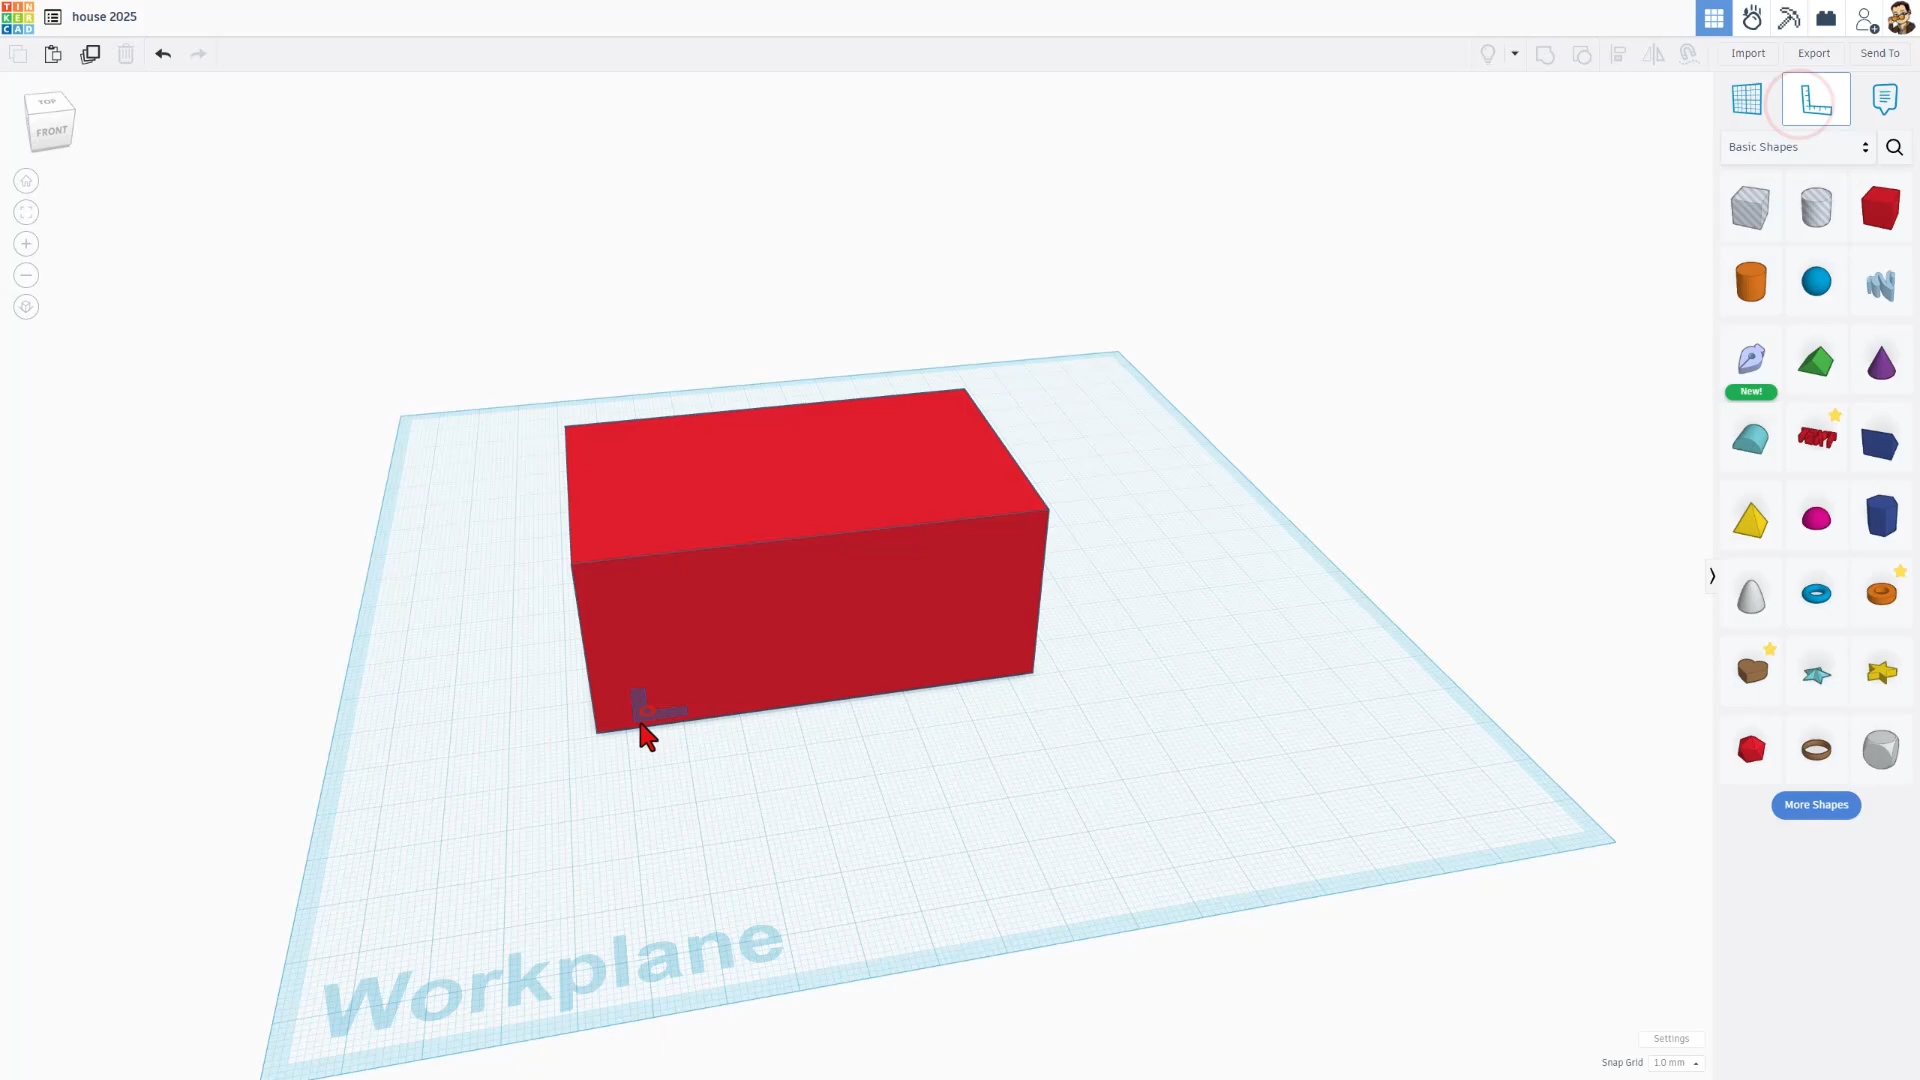 TIN
KER
CAD
house 2025
Import
Export
Send To
TOP
FRONT
Basic Shapes
New!
TEXT
More Shapes
Workplane
Settings
Snap Grid 1.0 mm